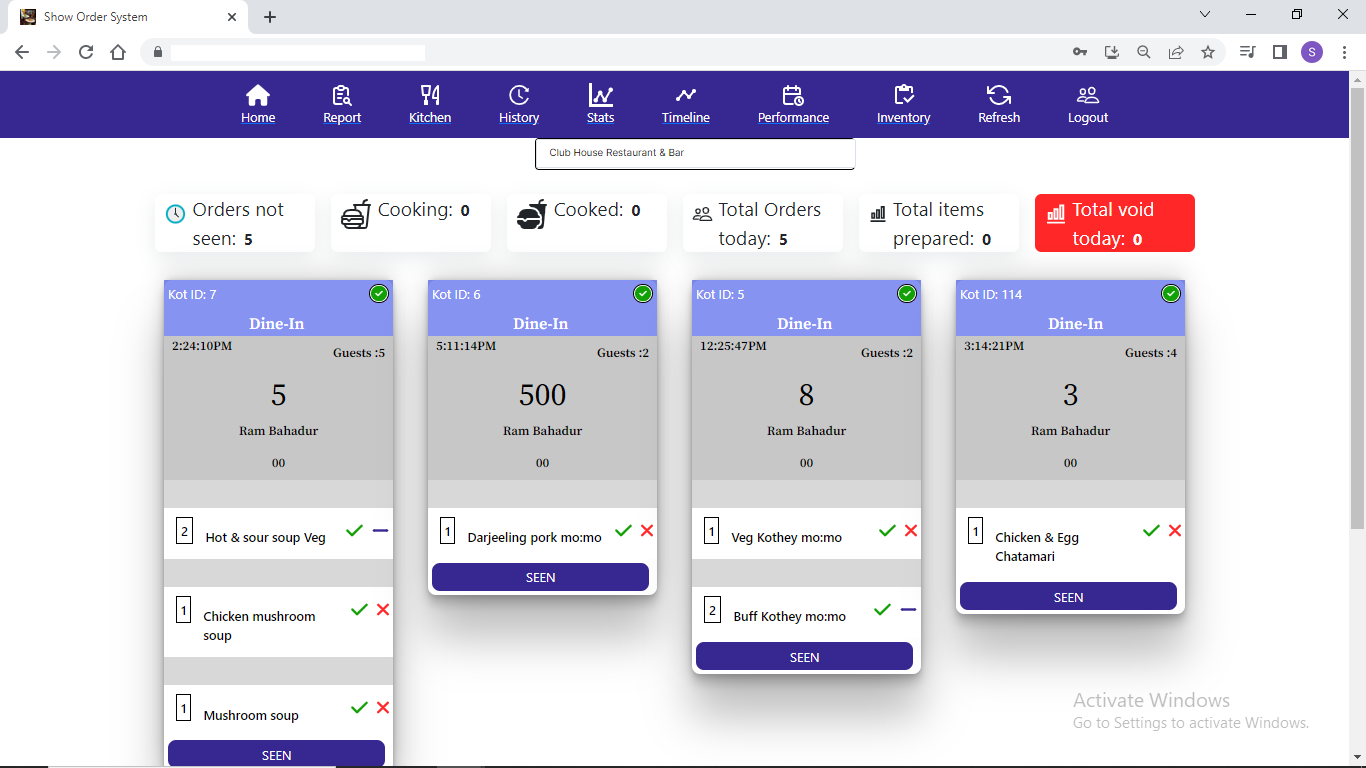 Show Order System
S
Home Report Kitchen History Stats Timeline Performance Inventory Refresh Logout
Club House Restaurant & Bar
Orders not
seen: 5
Cooking: 0
Cooked: 0
Total Orders
today: 5
Total items
prepared: 0
Total void
today: 0
Kot ID: 7
Dine-In
2:24:10PM
Guests :5
5
Ram Bahadur
00
2 Hot & sour soup Veg
1 Chicken mushroom
soup
1 Mushroom soup
SEEN
Kot ID: 6
Dine-In
5:11:14PM
Guests :2
500
Ram Bahadur
00
1 Darjeeling pork mo:mo
SEEN
Kot ID: 5
Dine-In
12:25:47PM
Guests :2
8
Ram Bahadur
00
1 Veg Kothey mo:mo
2 Buff Kothey mo:mo
SEEN
Kot ID: 114
Dine-In
3:14:21PM
Guests :4
3
Ram Bahadur
00
1 Chicken & Egg
Chatamari
SEEN
Activate Windows
Go to Settings to activate Windows.